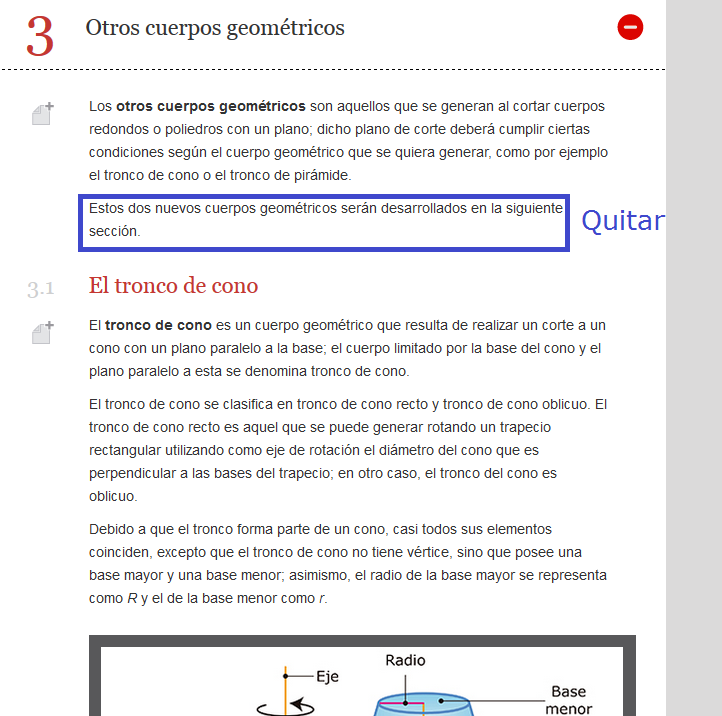 3 Otros cuerpos geométricos
Los otros cuerpos geométricos son aquellos que se generan al cortar cuerpos
redondos o poliedros con un plano; dicho plano de corte deberá cumplir ciertas
condiciones según el cuerpo geométrico que se quiera generar, como por ejemplo
el tronco de cono o el tronco de pirámide.
Estos dos nuevos cuerpos geométricos serán desarrollados en la siguiente
sección.
Quitar
3.1 El tronco de cono
El tronco de cono es un cuerpo geométrico que resulta de realizar un corte a un
cono con un plano paralelo a la base; el cuerpo limitado por la base del cono y el
plano paralelo a esta se denomina tronco de cono.
El tronco de cono se clasifica en tronco de cono recto y tronco de cono oblicuo. El
tronco de cono recto es aquel que se puede generar rotando un trapecio
rectangular utilizando como eje de rotación el diámetro del cono que es
perpendicular a las bases del trapecio; en otro caso, el tronco del cono es
oblicuo.
Debido a que el tronco forma parte de un cono, casi todos sus elementos
coinciden, excepto que el tronco de cono no tiene vértice, sino que posee una
base mayor y una base menor; asimismo, el radio de la base mayor se representa
como R y el de la base menor como r.
Radio
Eje
Base
menor